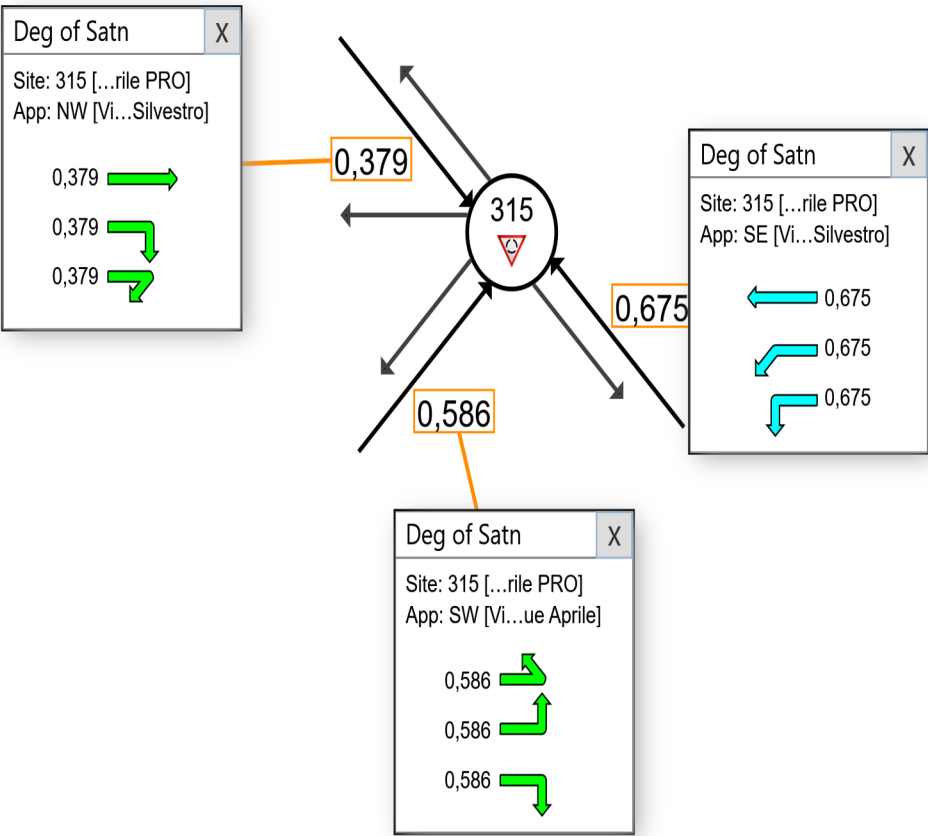 Deg of Satn X
Site: 315 [...rile PRO]
App: NW [Vi...Silvestro]
0,379
0,379
0,379
0,379
315
Deg of Satn X
Site: 315 [...rile PRO]
App: SE [Vi...Silvestro]
0,675
0,675
0,675
0,675
0,586
Deg of Satn X
Site: 315 [...rile PRO]
App: SW [Vi...ue Aprile]
0,586
0,586
0,586